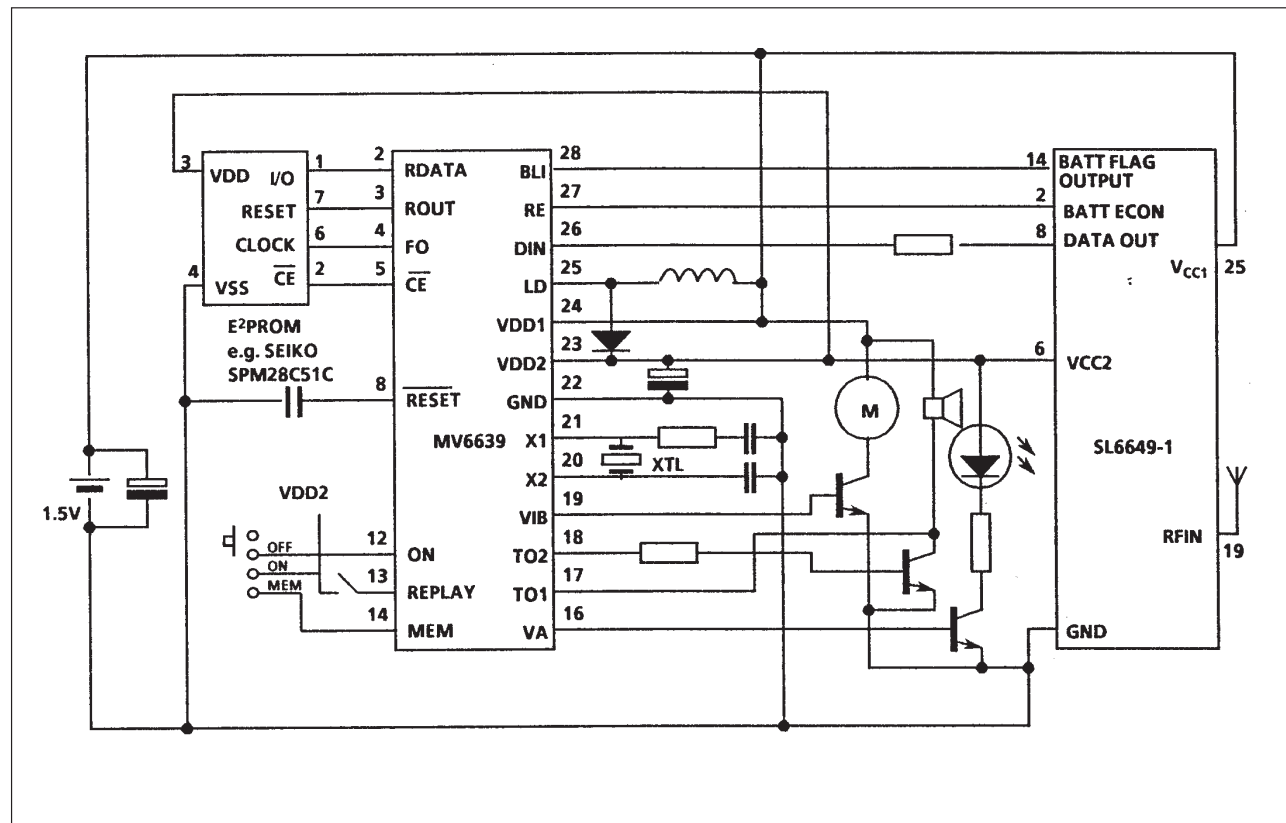 3
VDD
I/O
1
RESET
7
CLOCK
6
4
VSS
CE
2
E²PROM
e.g. SEIKO
SPM28C51C
2
RDATA
3
ROUT
4
FO
5
CE
8
RESET
MV6639
12
ON
13
REPLAY
14
MEM
BLI
28
RE
27
DIN
26
LD
25
VDD1
24
VDD2
23
GND
22
X1
21
X2
20
VIB
19
TO2
18
TO1
17
VA
16
XTL
M
1.5V
VDD2
OFF
ON
MEM
14
BATT FLAG
OUTPUT
2
BATT ECON
8
DATA OUT
VCC1
25
6
VCC2
SL6649-1
RFIN
19
GND